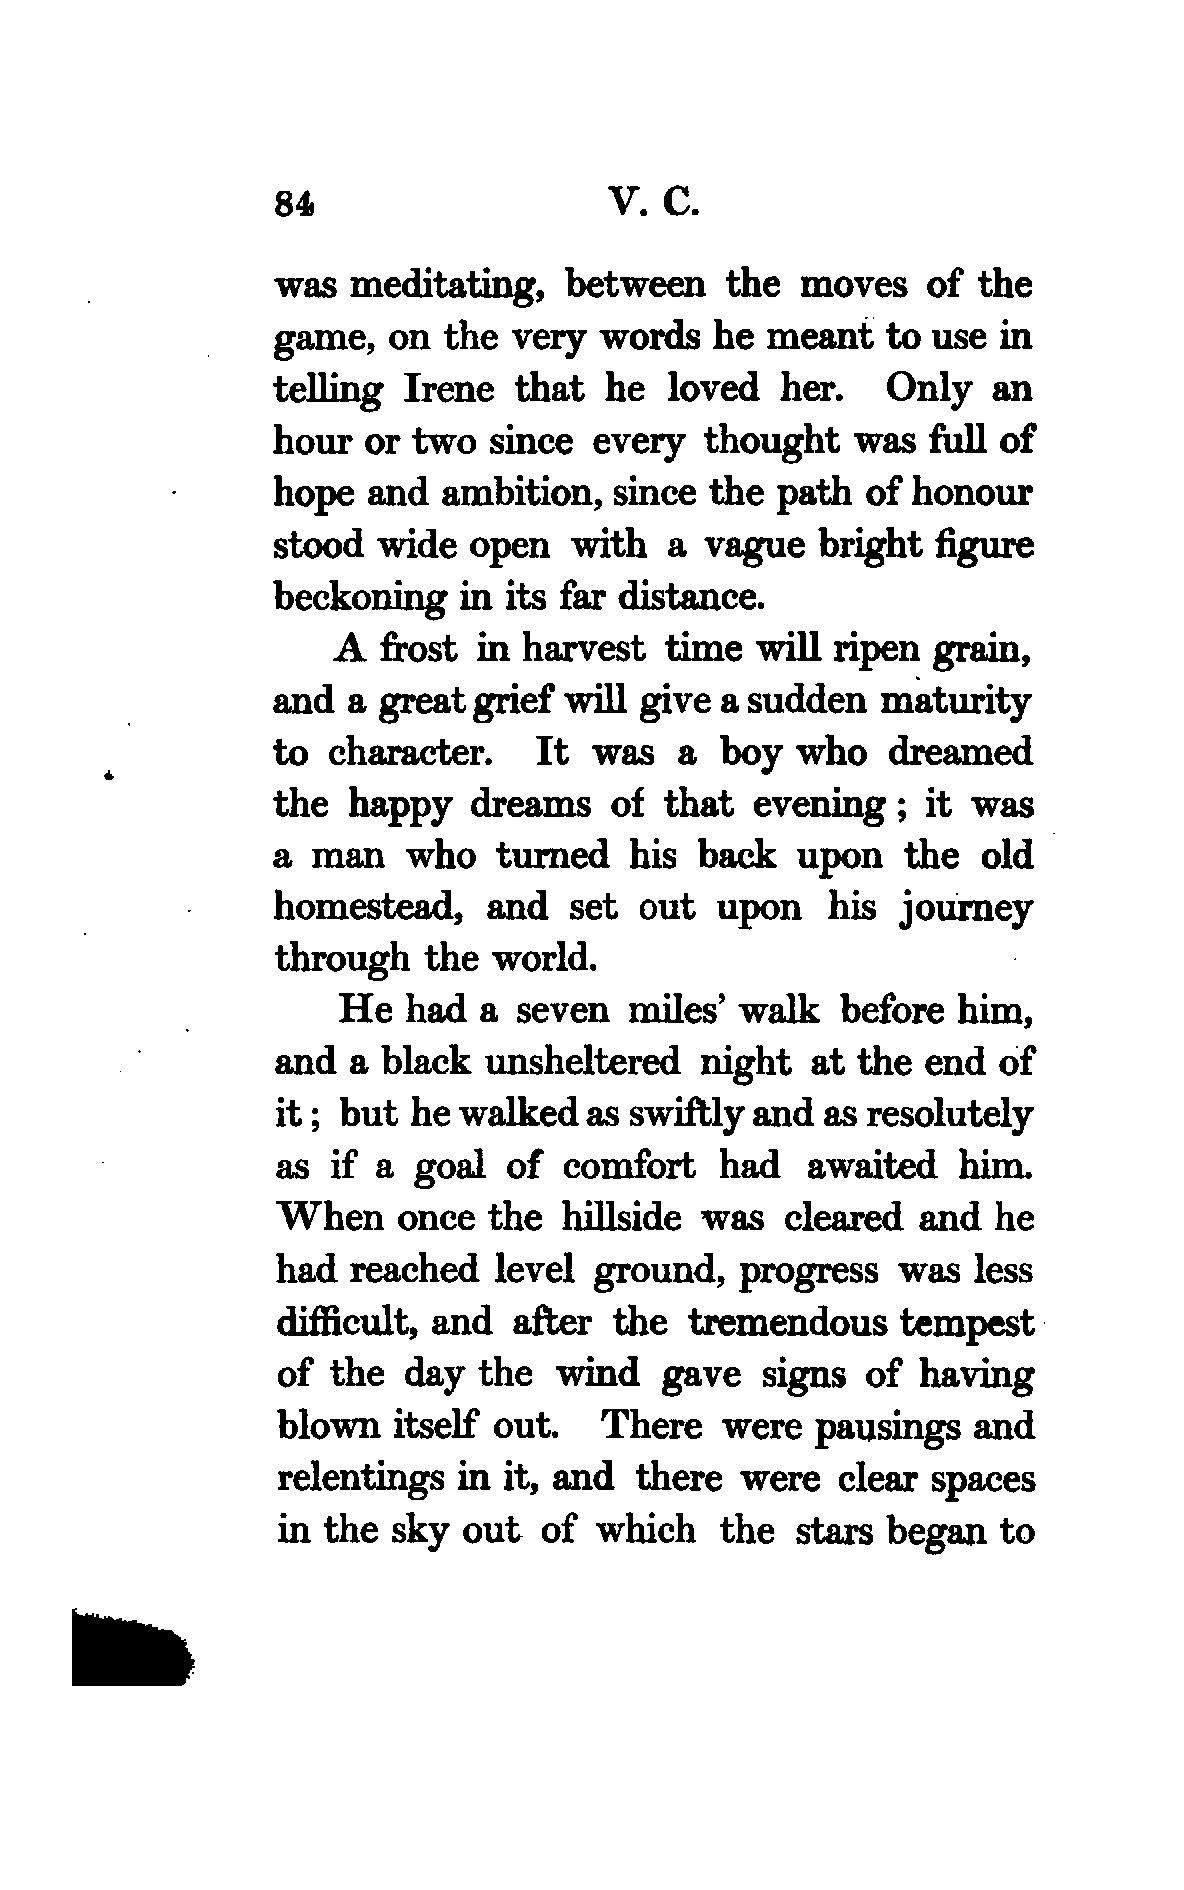 84 V. C.
was meditating, between the moves of the
game, on the very words he meant to use in
telling Irene that he loved her. Only an
hour or two since every thought was full of
hope and ambition, since the path of honour
stood wide open with a vague bright figure
beckoning in its far distance.
A frost in harvest time will ripen grain,
and a great grief will give a sudden maturity
to character. It was a boy who dreamed
the happy dreams of that evening ; it was
a man who turned his back upon the old
homestead, and set out upon his journey
through the world.
He had a seven miles’ walk before him,
and a black unsheltered night at the end of
it ; but he walked as swiftly and as resolutely
as if a goal of comfort had awaited him.
When once the hillside was cleared and he
had reached level ground, progress was less
difficult, and after the tremendous tempest
of the day the wind gave signs of having
blown itself out. There were pausings and
relentings in it, and there were clear spaces
in the sky out of which the stars began to